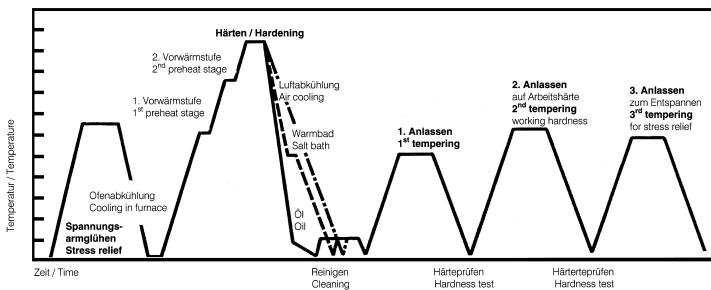 Härten / Hardening
2. Vorwärmstufe
2nd preheat stage
1. Vorwärmstufe
1st preheat stage
Luftabkühlung
Air cooling
Warmbad
Salt bath
Öl
Oil
1. Anlassen
1st tempering
2. Anlassen
auf Arbeitshärte
2nd tempering
working hardness
3. Anlassen
zum Entspannen
3rd tempering
for stress relief
Ofenabkühlung
Cooling in furnace
Spannungs-
armglühen
Stress relief
Temperatur / Temperature
Zeit / Time
Reinigen
Cleaning
Härteprüfen
Hardness test
Härterteprüfen
Hardness test